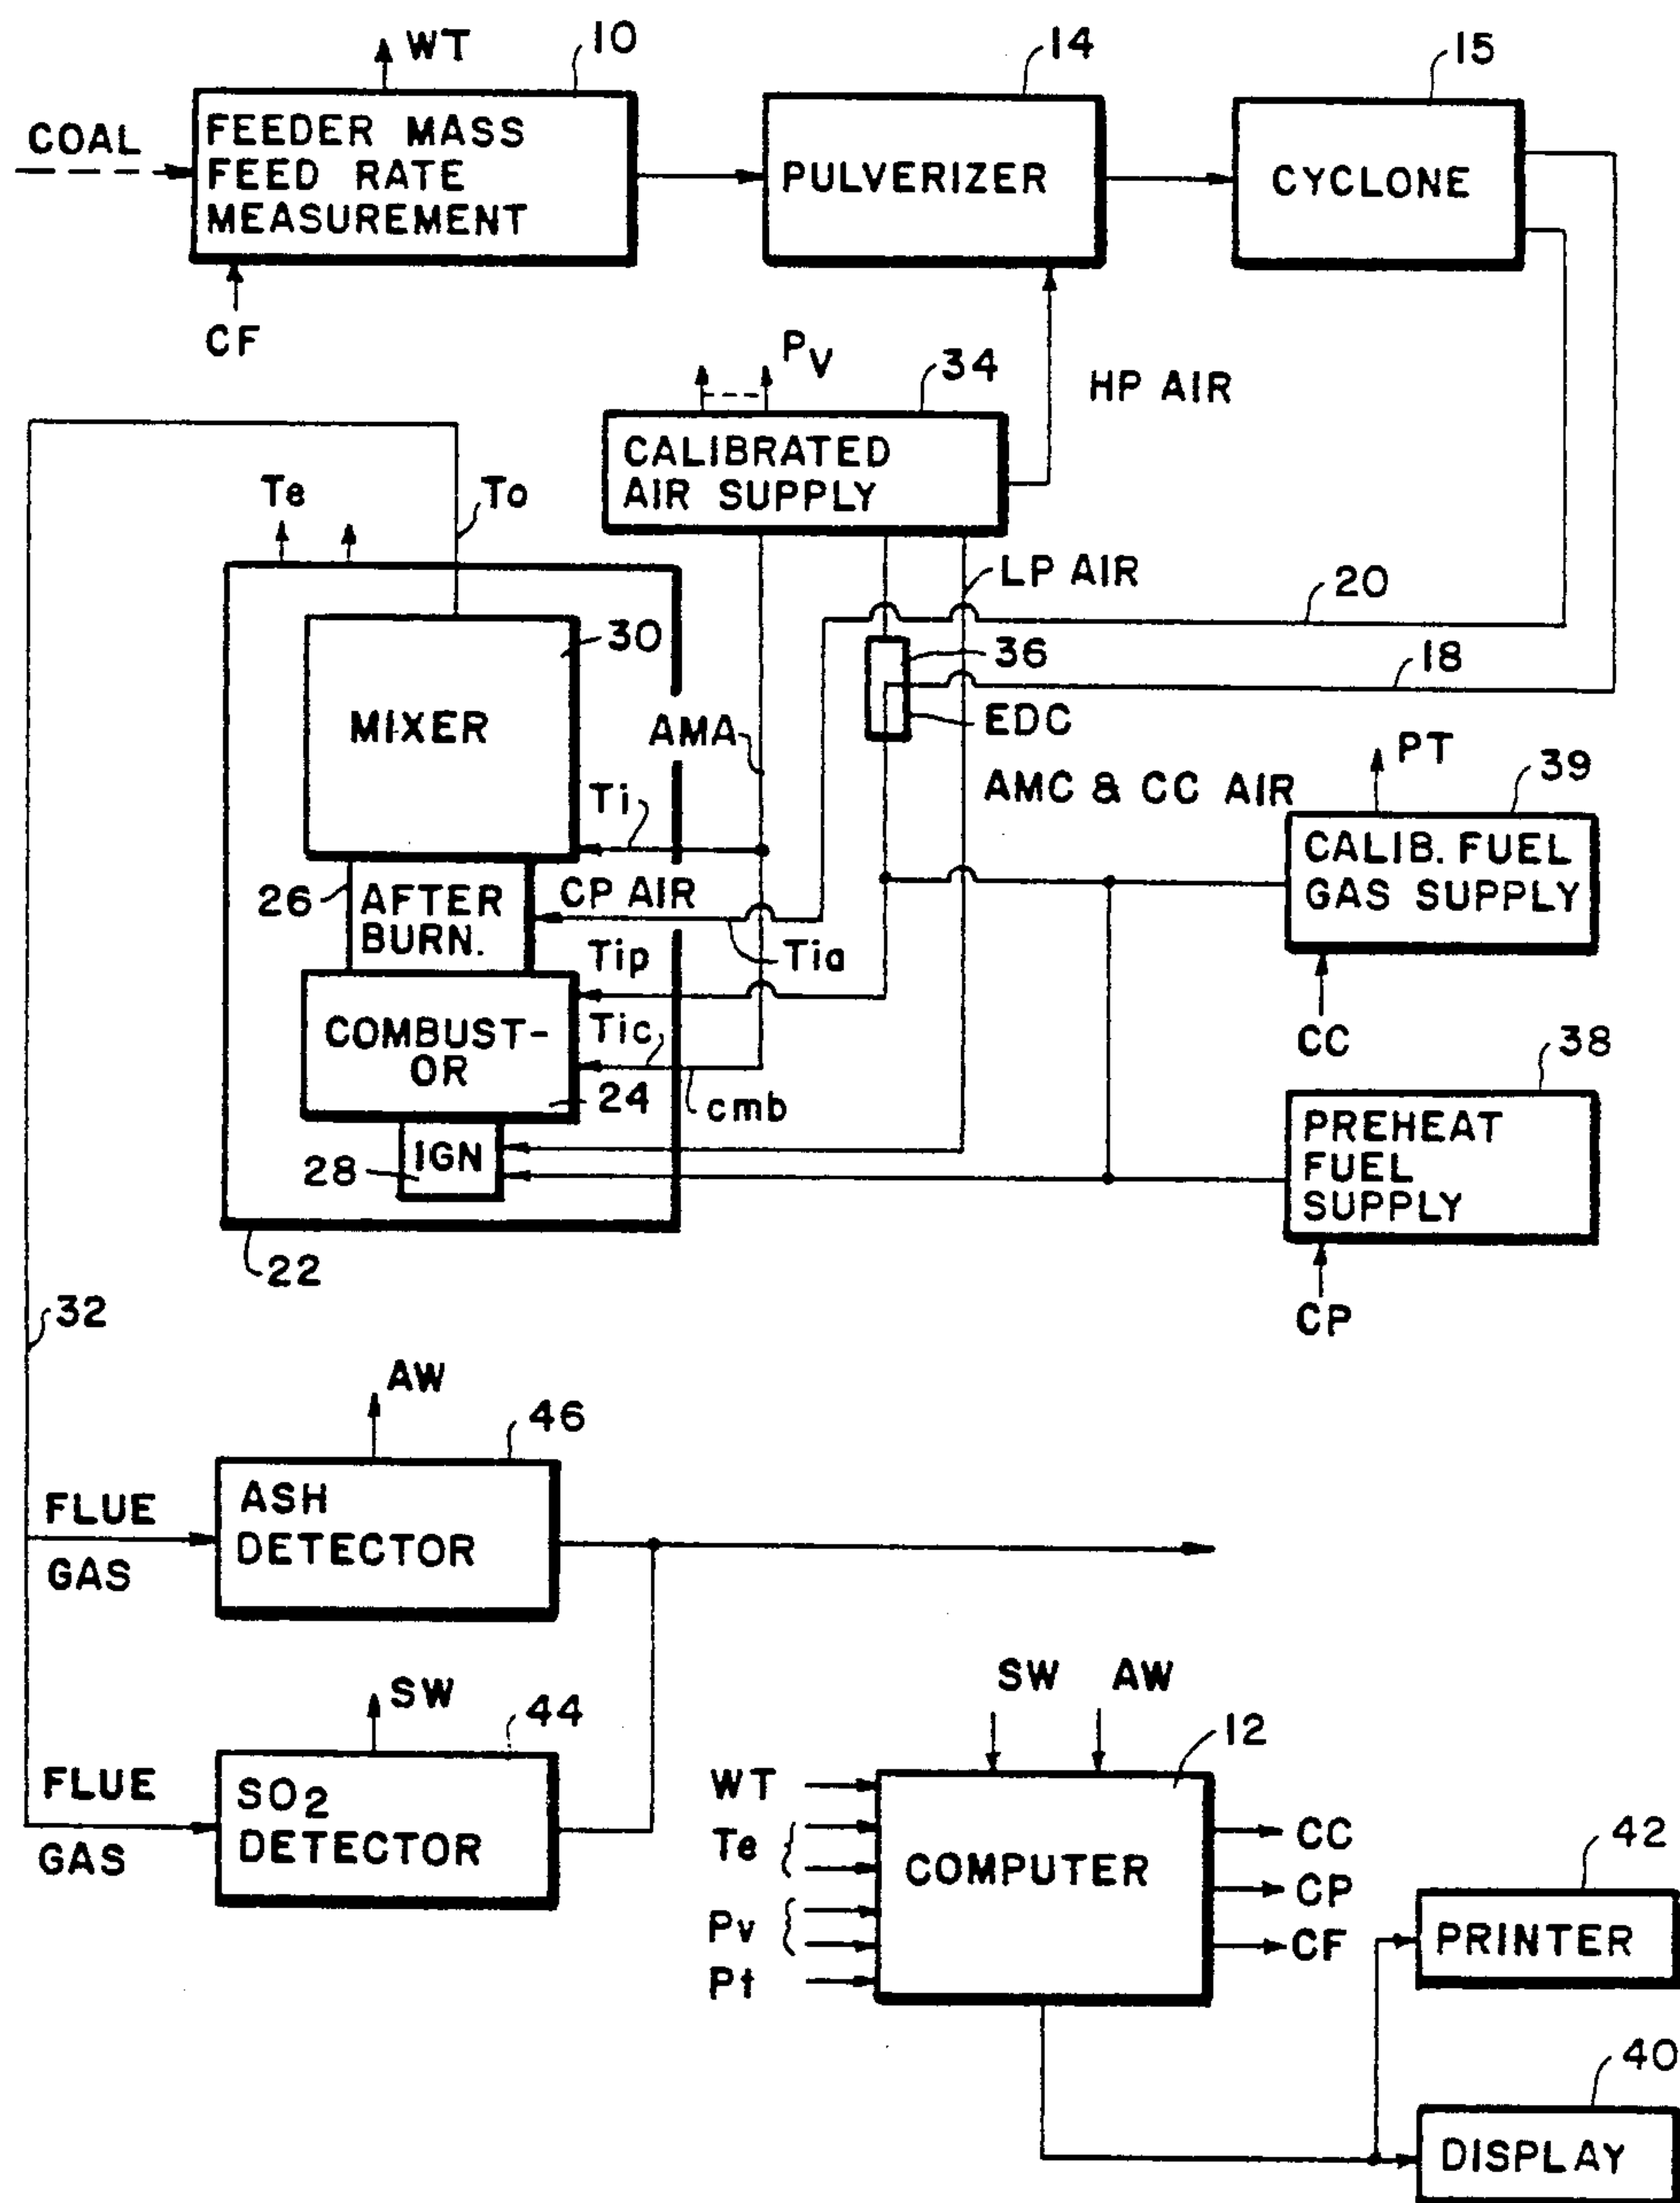 WT
10
14
15
COAL
FEEDER MASS
FEED RATE
MEASUREMENT
PULVERIZER
CYCLONE
CF
PV
34
HP AIR
CALIBRATED
AIR SUPPLY
Te
To
LP AIR
20
30
36
18
MIXER
AMA
EDC
PT
39
AMC & CC AIR
Ti
CALIB. FUEL
GAS SUPPLY
26
AFTER
BURN.
CP AIR
Tip
Tia
COMBUST-
OR
Tic
CC
38
24
cmb
PREHEAT
FUEL
SUPPLY
IGN
28
22
CP
32
AW
46
FLUE
GAS
ASH
DETECTOR
SW
44
SW
AW
12
FLUE
GAS
SO2
DETECTOR
WT
Te
Pv
Pt
COMPUTER
CC
CP
CF
42
PRINTER
40
DISPLAY